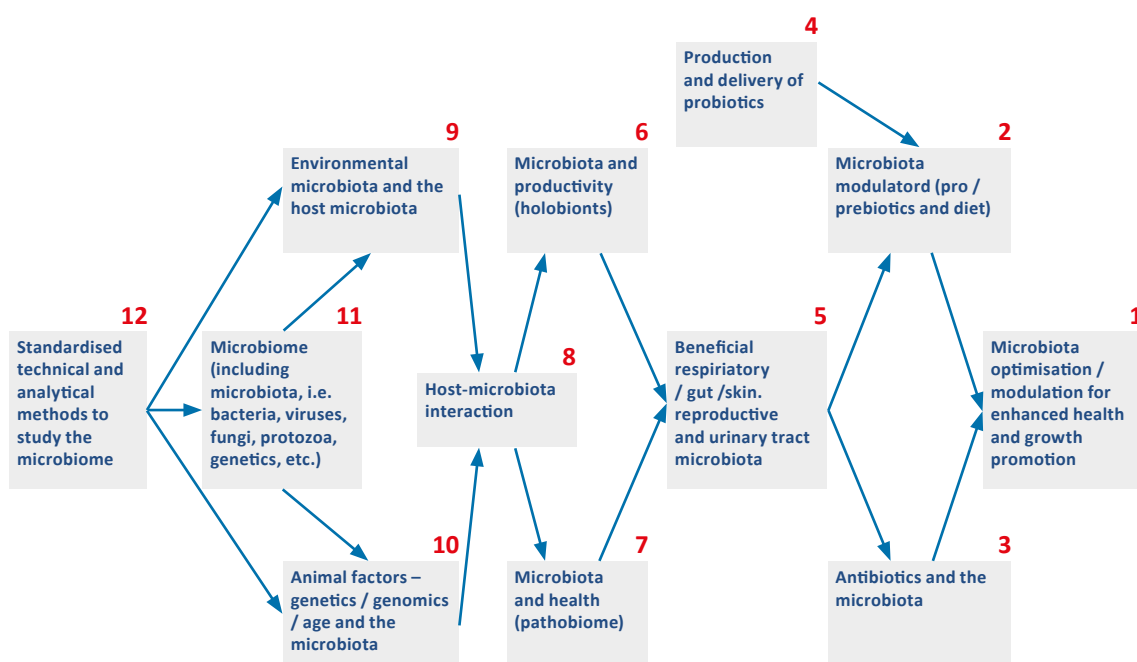 4
Production
and delivery of
probiotics
9
Environmental
microbiota and the
host microbiota
6
Microbiota and
productivity
(holobionts)
2
Microbiota
modulatord (pro /
prebiotics and diet)
12
Standardised
technical and
analytical
methods to
study the
microbiome
11
Microbiome
(including
microbiota, i.e.
bacteria, viruses,
fungi, protozoa,
genetics, etc.)
8
Host-microbiota
interaction
5
Beneficial
respiriatory
/ gut /skin.
reproductive
and urinary tract
microbiota
1
Microbiota
optimisation /
modulation for
enhanced health
and growth
promotion
10
Animal factors –
genetics / genomics
/ age and the
microbiota
7
Microbiota
and health
(pathobiome)
3
Antibiotics and the
microbiota